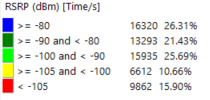 RSRP (dBm) [Time/s]
>= -80 16320 26.31%
>= -90 and < -80 13293 21.43%
>= -100 and < -90 15935 25.69%
>= -105 and < -100 6612 10.66%
< -105 9862 15.90%